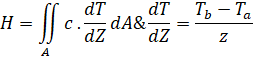 H = ∬_A c . dT/dZ dA & dT/dZ = (T_b − T_a)/z